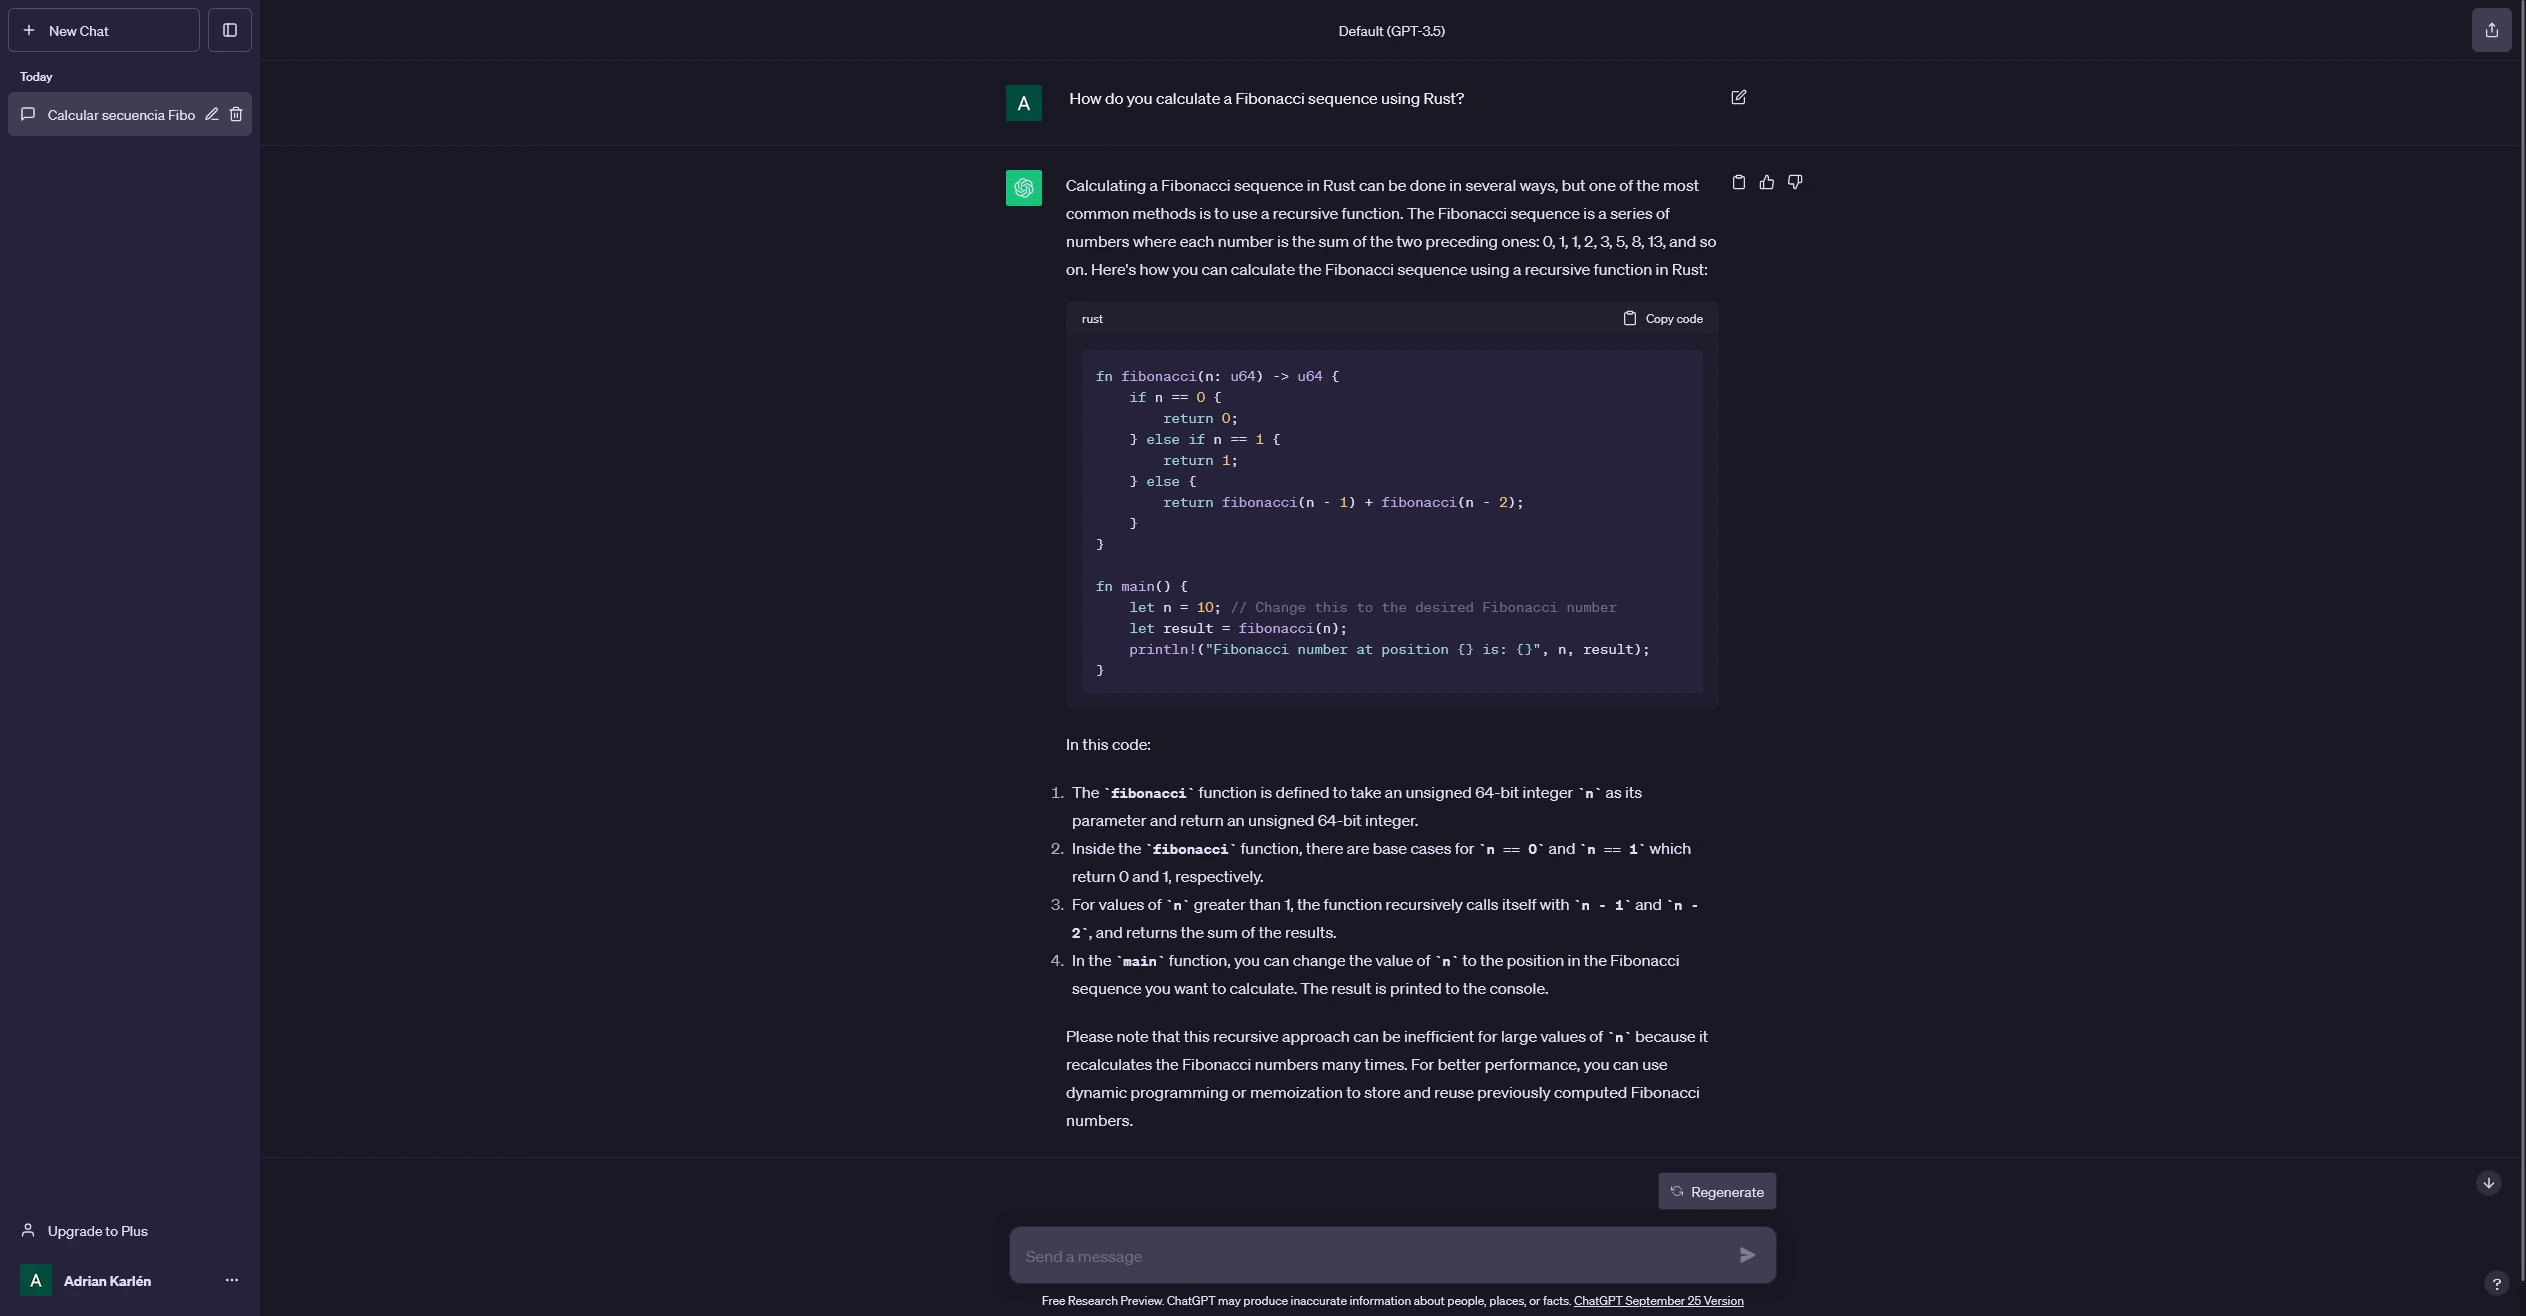 New Chat
Today
Calcular secuencia Fibo
Upgrade to Plus
A
Adrian Karlén
Default (GPT-3.5)
A
How do you calculate a Fibonacci sequence using Rust?
Calculating a Fibonacci sequence in Rust can be done in several ways, but one of the most
common methods is to use a recursive function. The Fibonacci sequence is a series of
numbers where each number is the sum of the two preceding ones: 0, 1, 1, 2, 3, 5, 8, 13, and so
on. Here's how you can calculate the Fibonacci sequence using a recursive function in Rust:
rust
Copy code
fn fibonacci(n: u64) -> u64 {
    if n == 0 {
        return 0;
    } else if n == 1 {
        return 1;
    } else {
        return fibonacci(n - 1) + fibonacci(n - 2);
    }
}
fn main() {
    let n = 10; // Change this to the desired Fibonacci number
    let result = fibonacci(n);
    println!("Fibonacci number at position {} is: {}", n, result);
}
In this code:
1. The `fibonacci` function is defined to take an unsigned 64-bit integer `n` as its
parameter and return an unsigned 64-bit integer.
2. Inside the `fibonacci` function, there are base cases for `n == 0` and `n == 1` which
return 0 and 1, respectively.
3. For values of `n` greater than 1, the function recursively calls itself with `n - 1` and `n -
2`, and returns the sum of the results.
4. In the `main` function, you can change the value of `n` to the position in the Fibonacci
sequence you want to calculate. The result is printed to the console.
Please note that this recursive approach can be inefficient for large values of `n` because it
recalculates the Fibonacci numbers many times. For better performance, you can use
dynamic programming or memoization to store and reuse previously computed Fibonacci
numbers.
Regenerate
Send a message
Free Research Preview. ChatGPT may produce inaccurate information about people, places, or facts. ChatGPT September 25 Version
?